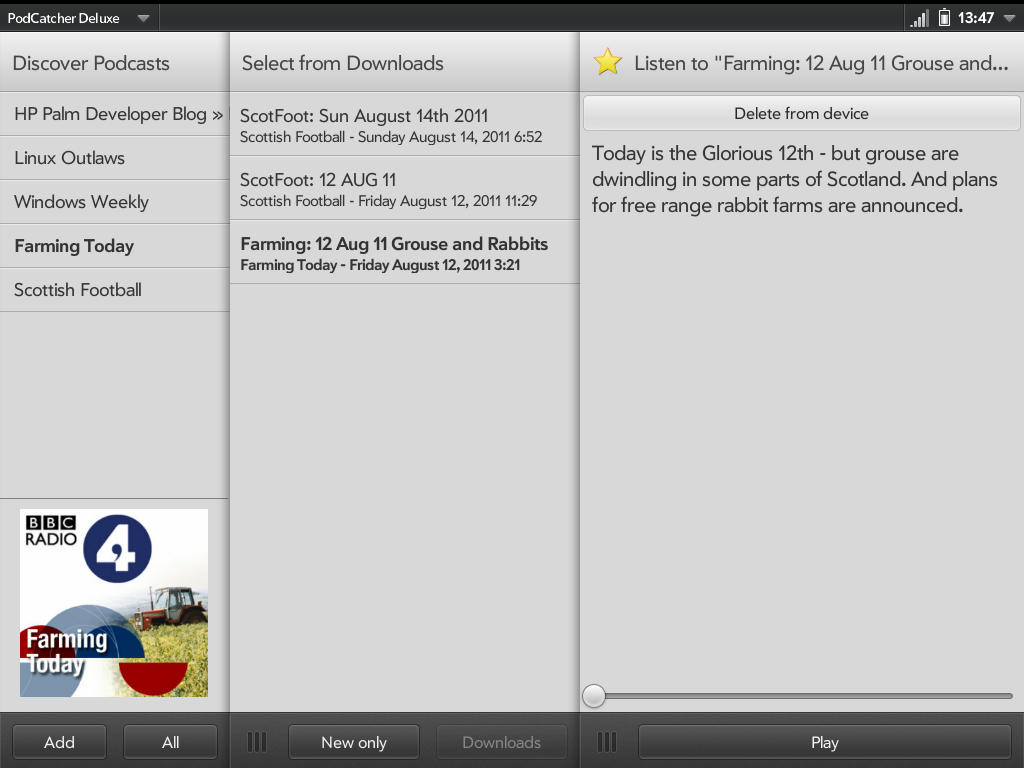 PodCatcher Deluxe
13:47
Discover Podcasts
HP Palm Developer Blog »
Linux Outlaws
Windows Weekly
Farming Today
Scottish Football
BBC
RADIO
4
Farming
Today
Add
All
Select from Downloads
ScotFoot: Sun August 14th 2011
Scottish Football - Sunday August 14, 2011 6:52
ScotFoot: 12 AUG 11
Scottish Football - Friday August 12, 2011 11:29
Farming: 12 Aug 11 Grouse and Rabbits
Farming Today - Friday August 12, 2011 3:21
New only
Downloads
Listen to "Farming: 12 Aug 11 Grouse and...
Delete from device
Today is the Glorious 12th - but grouse are
dwindling in some parts of Scotland. And plans
for free range rabbit farms are announced.
Play